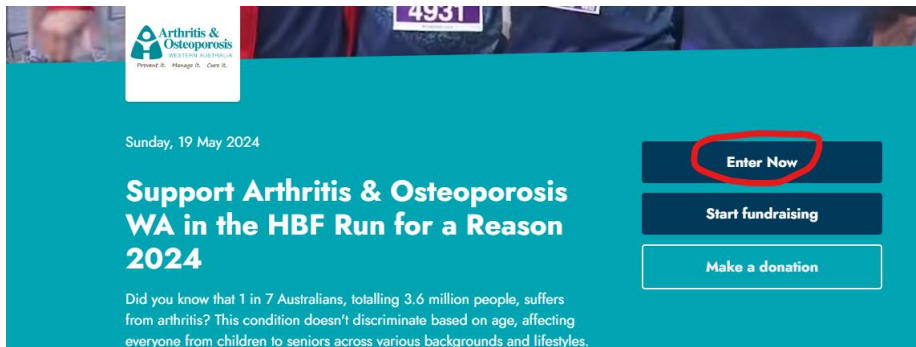 4931
Arthritis &
Osteoporosis
WESTERN AUSTRALIA
Prevent it. Manage it. Cure it.
Sunday, 19 May 2024
Support Arthritis & Osteoporosis
WA in the HBF Run for a Reason
2024
Did you know that 1 in 7 Australians, totalling 3.6 million people, suffers
from arthritis? This condition doesn't discriminate based on age, affecting
everyone from children to seniors across various backgrounds and lifestyles.
Enter Now
Start fundraising
Make a donation